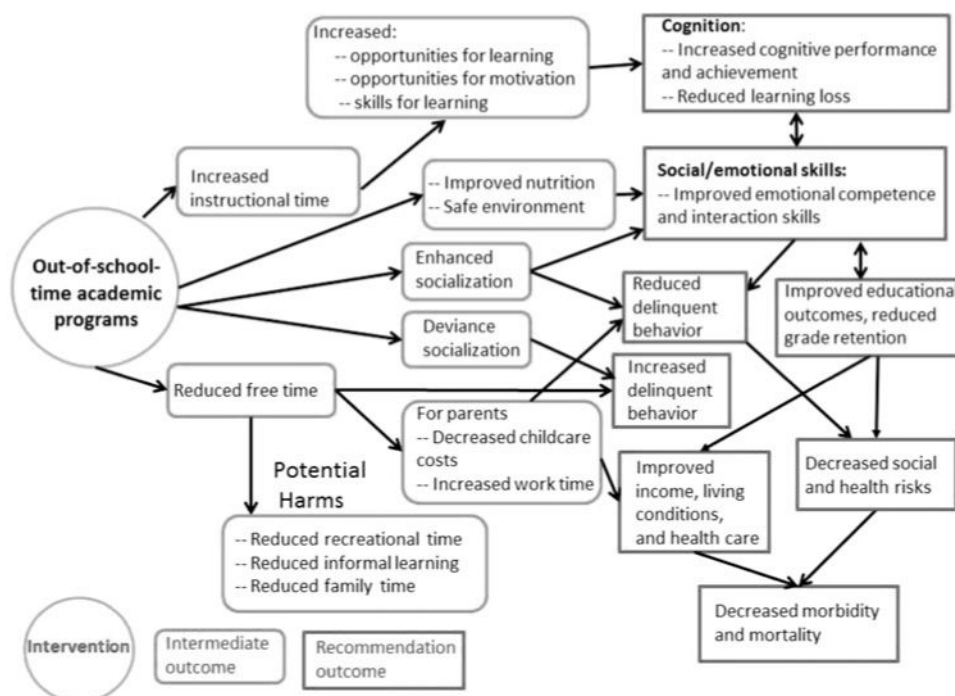 Increased:
-- opportunities for learning
-- opportunities for motivation
-- skills for learning
Cognition:
-- Increased cognitive performance
and achievement
-- Reduced learning loss
Increased
instructional time
-- Improved nutrition
-- Safe environment
Social/emotional skills:
-- Improved emotional competence
and interaction skills
Out-of-school-
time academic
programs
Enhanced
socialization
Reduced
delinquent
behavior
Improved educational
outcomes, reduced
grade retention
Deviance
socialization
Increased
delinquent
behavior
Reduced free time
For parents
-- Decreased childcare
costs
-- Increased work time
Potential
Harms
Improved
income, living
conditions,
and health care
Decreased social
and health risks
-- Reduced recreational time
-- Reduced informal learning
-- Reduced family time
Decreased morbidity
and mortality
Intervention
Intermediate
outcome
Recommendation
outcome